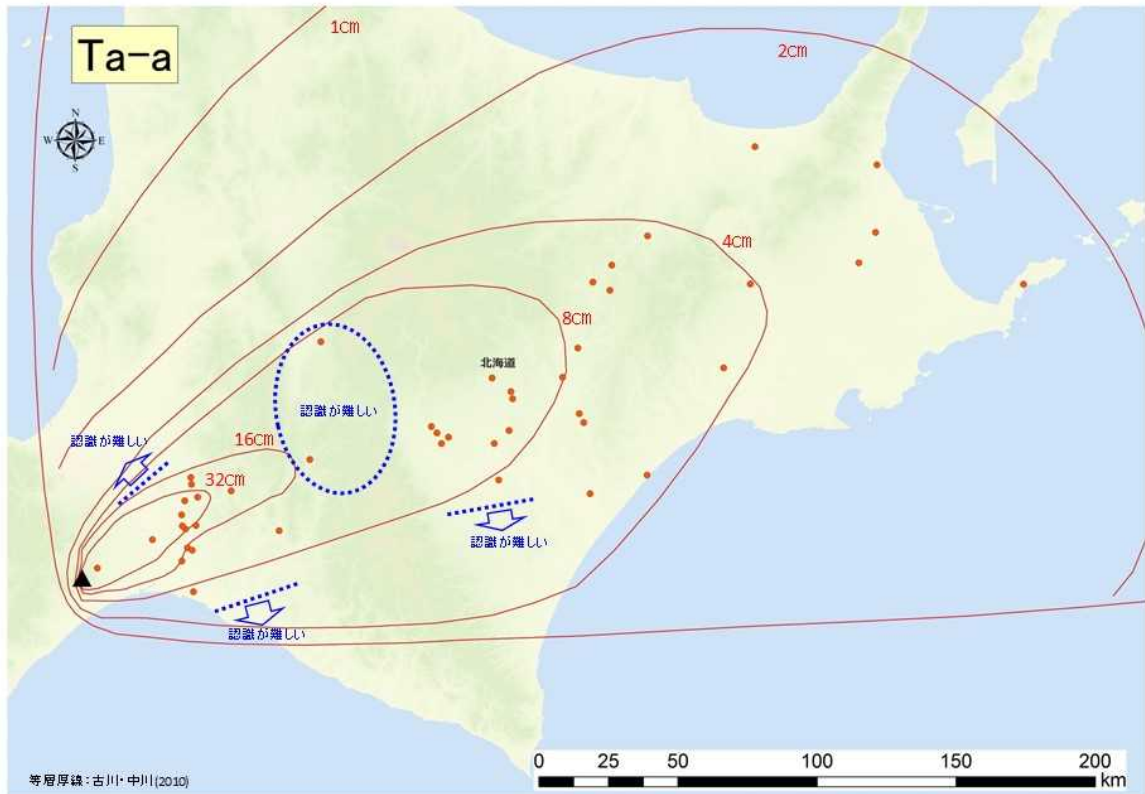 1cm
2cm
Ta-a
N
W E
S
4cm
8cm
北海道
認識が難しい
16cm
認識が難しい
32cm
認識が難しい
認識が難しい
等層厚線:古川・中川(2010)
0 25 50 100 150 200
km